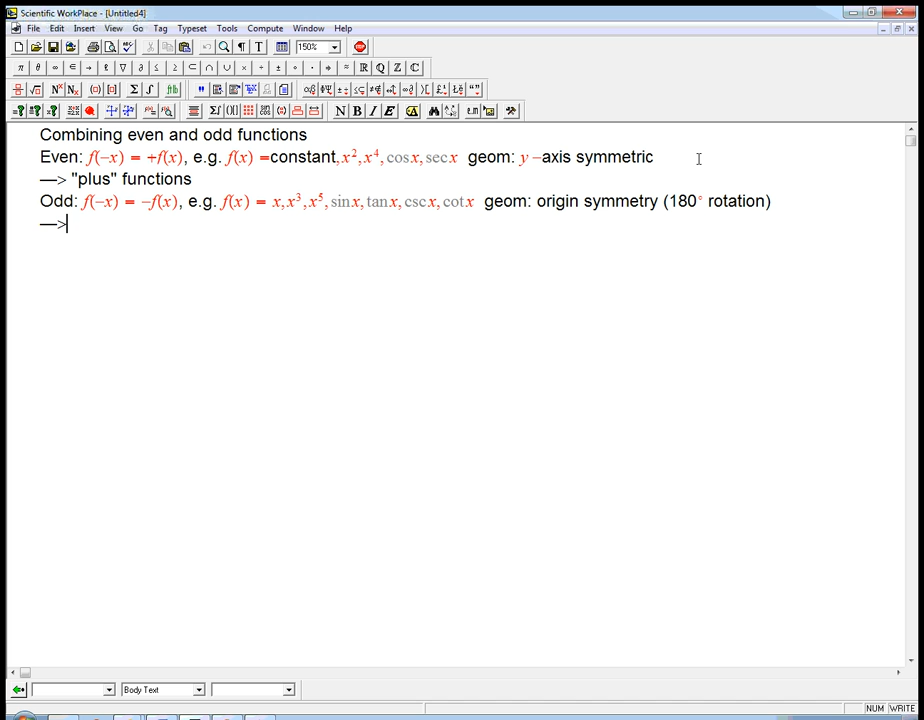 Scientific WorkPlace - [Untitled4]
File Edit Insert View Go Tag Typeset Tools Compute Window Help
150%
Combining even and odd functions
Even: f(−x) = +f(x), e.g. f(x) =constant, x², x⁴, cos x, sec x geom: y −axis symmetric
—> "plus" functions
Odd: f(−x) = −f(x), e.g. f(x) = x, x³, x⁵, sin x, tan x, csc x, cot x geom: origin symmetry (180° rotation)
—>
Body Text
NUM WRITE